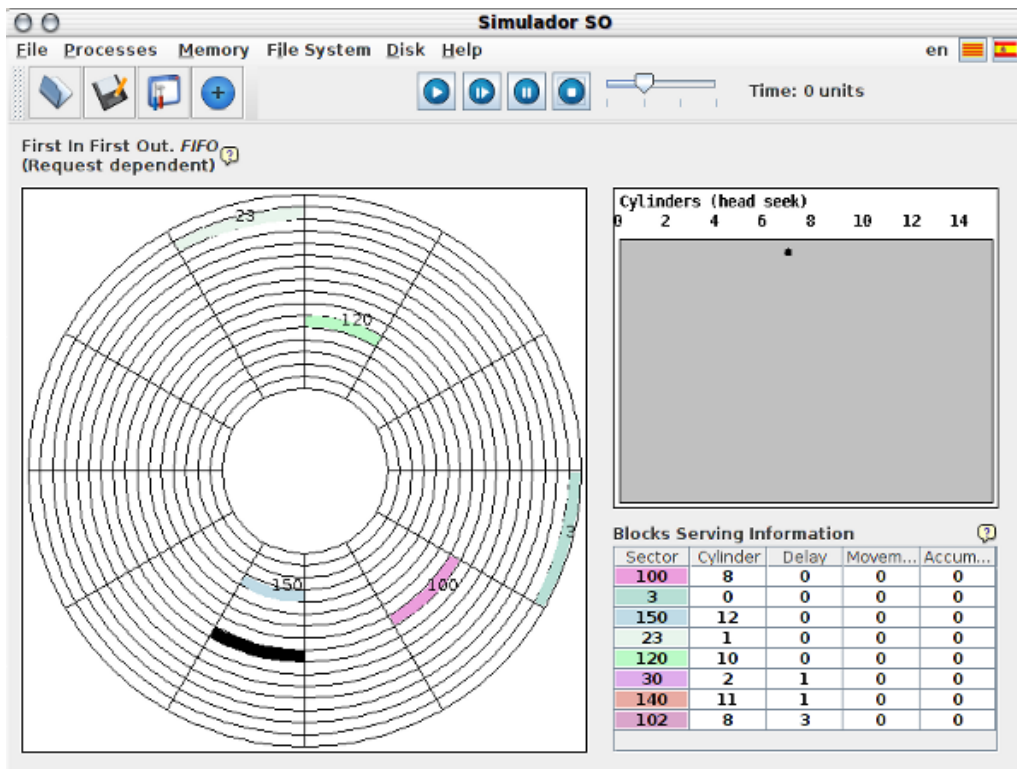 Simulador SO
File Processes Memory File System Disk Help en
Time: 0 units
First In First Out. FIFO
(Request dependent)
23
120
3
150
100
Cylinders (head seek)
0 2 4 6 8 10 12 14
Blocks Serving Information
Sector Cylinder Delay Movem... Accum...
100 8 0 0 0
3 0 0 0 0
150 12 0 0 0
23 1 0 0 0
120 10 0 0 0
30 2 1 0 0
140 11 1 0 0
102 8 3 0 0